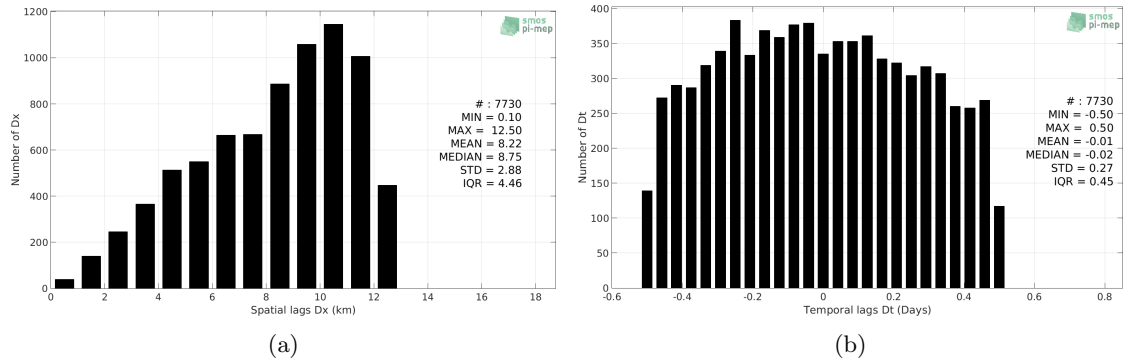 1200
1000
800
600
400
200
0
Number of Dx
0 2 4 6 8 10 12 14 16 18
Spatial lags Dx (km)
smos
pi-mep
# : 7730
MIN = 0.10
MAX = 12.50
MEAN = 8.22
MEDIAN = 8.75
STD = 2.88
IQR = 4.46
(a)
400
350
300
250
200
150
100
50
0
Number of Dt
-0.6 -0.4 -0.2 0 0.2 0.4 0.6 0.8
Temporal lags Dt (Days)
smos
pi-mep
# : 7730
MIN = -0.50
MAX = 0.50
MEAN = -0.01
MEDIAN = -0.02
STD = 0.27
IQR = 0.45
(b)